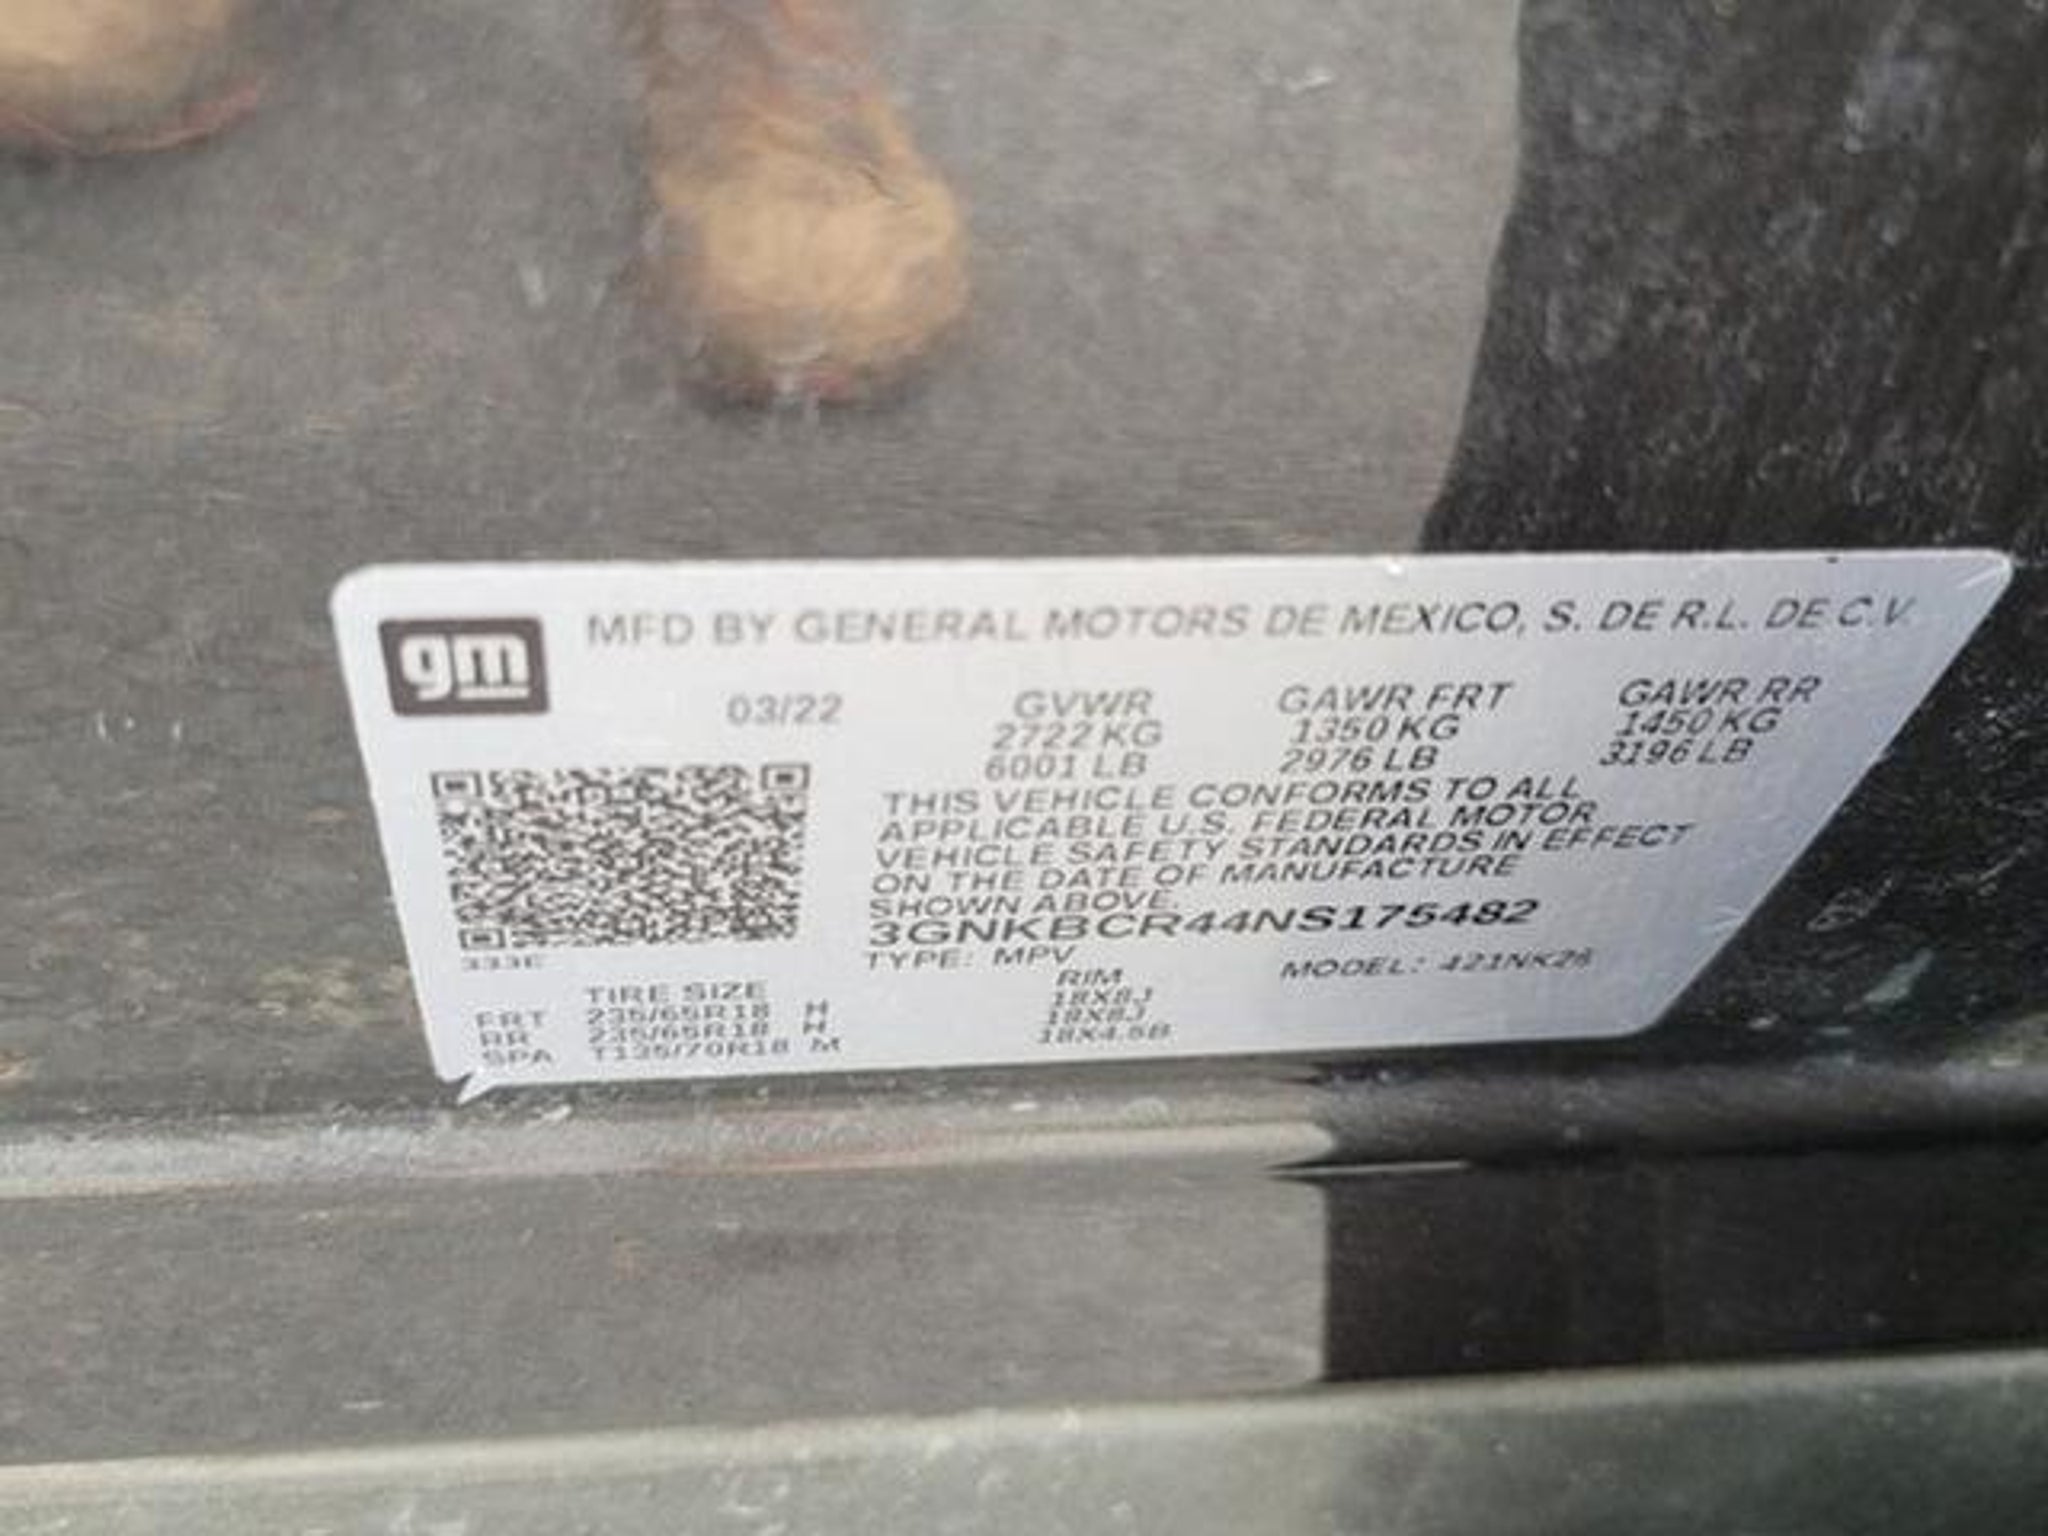 gm MFD BY GENERAL MOTORS DE MEXICO, S. DE R.L. DE C.V.
03/22 GVWR GAWR FRT GAWR RR
2722 KG 1350 KG 1450 KG
6001 LB 2976 LB 3196 LB
THIS VEHICLE CONFORMS TO ALL
APPLICABLE U.S. FEDERAL MOTOR
VEHICLE SAFETY STANDARDS IN EFFECT
ON THE DATE OF MANUFACTURE
SHOWN ABOVE.
3GNKBCR44NS175482
333E TYPE: MPV MODEL: 421NK26
TIRE SIZE RIM
FRT 235/65R18 H 18X8J
RR 235/65R18 H 18X8J
SPA T135/70R18 M 18X4.5B